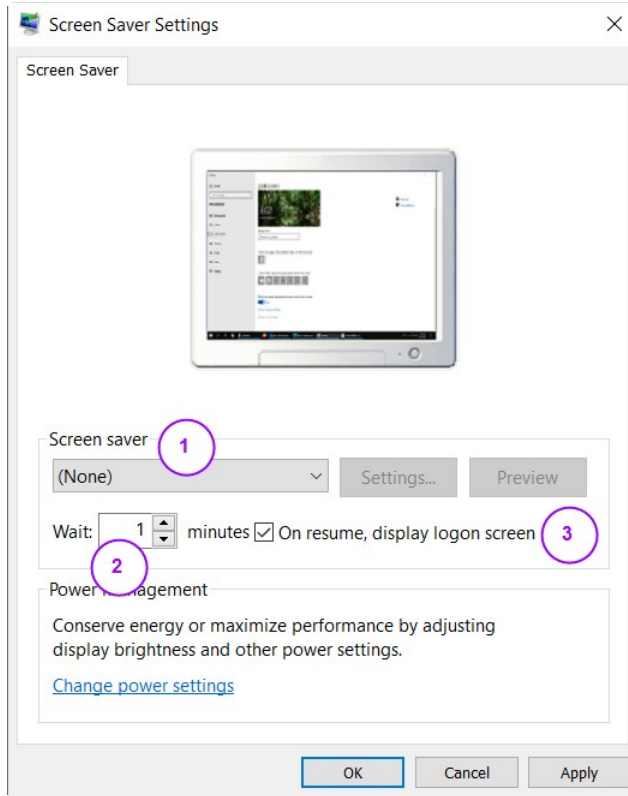 Screen Saver Settings
Screen Saver
Screen saver
1
(None)
Settings...
Preview
Wait: 1 minutes On resume, display logon screen
3
2
Power management
Conserve energy or maximize performance by adjusting
display brightness and other power settings.
Change power settings
OK
Cancel
Apply